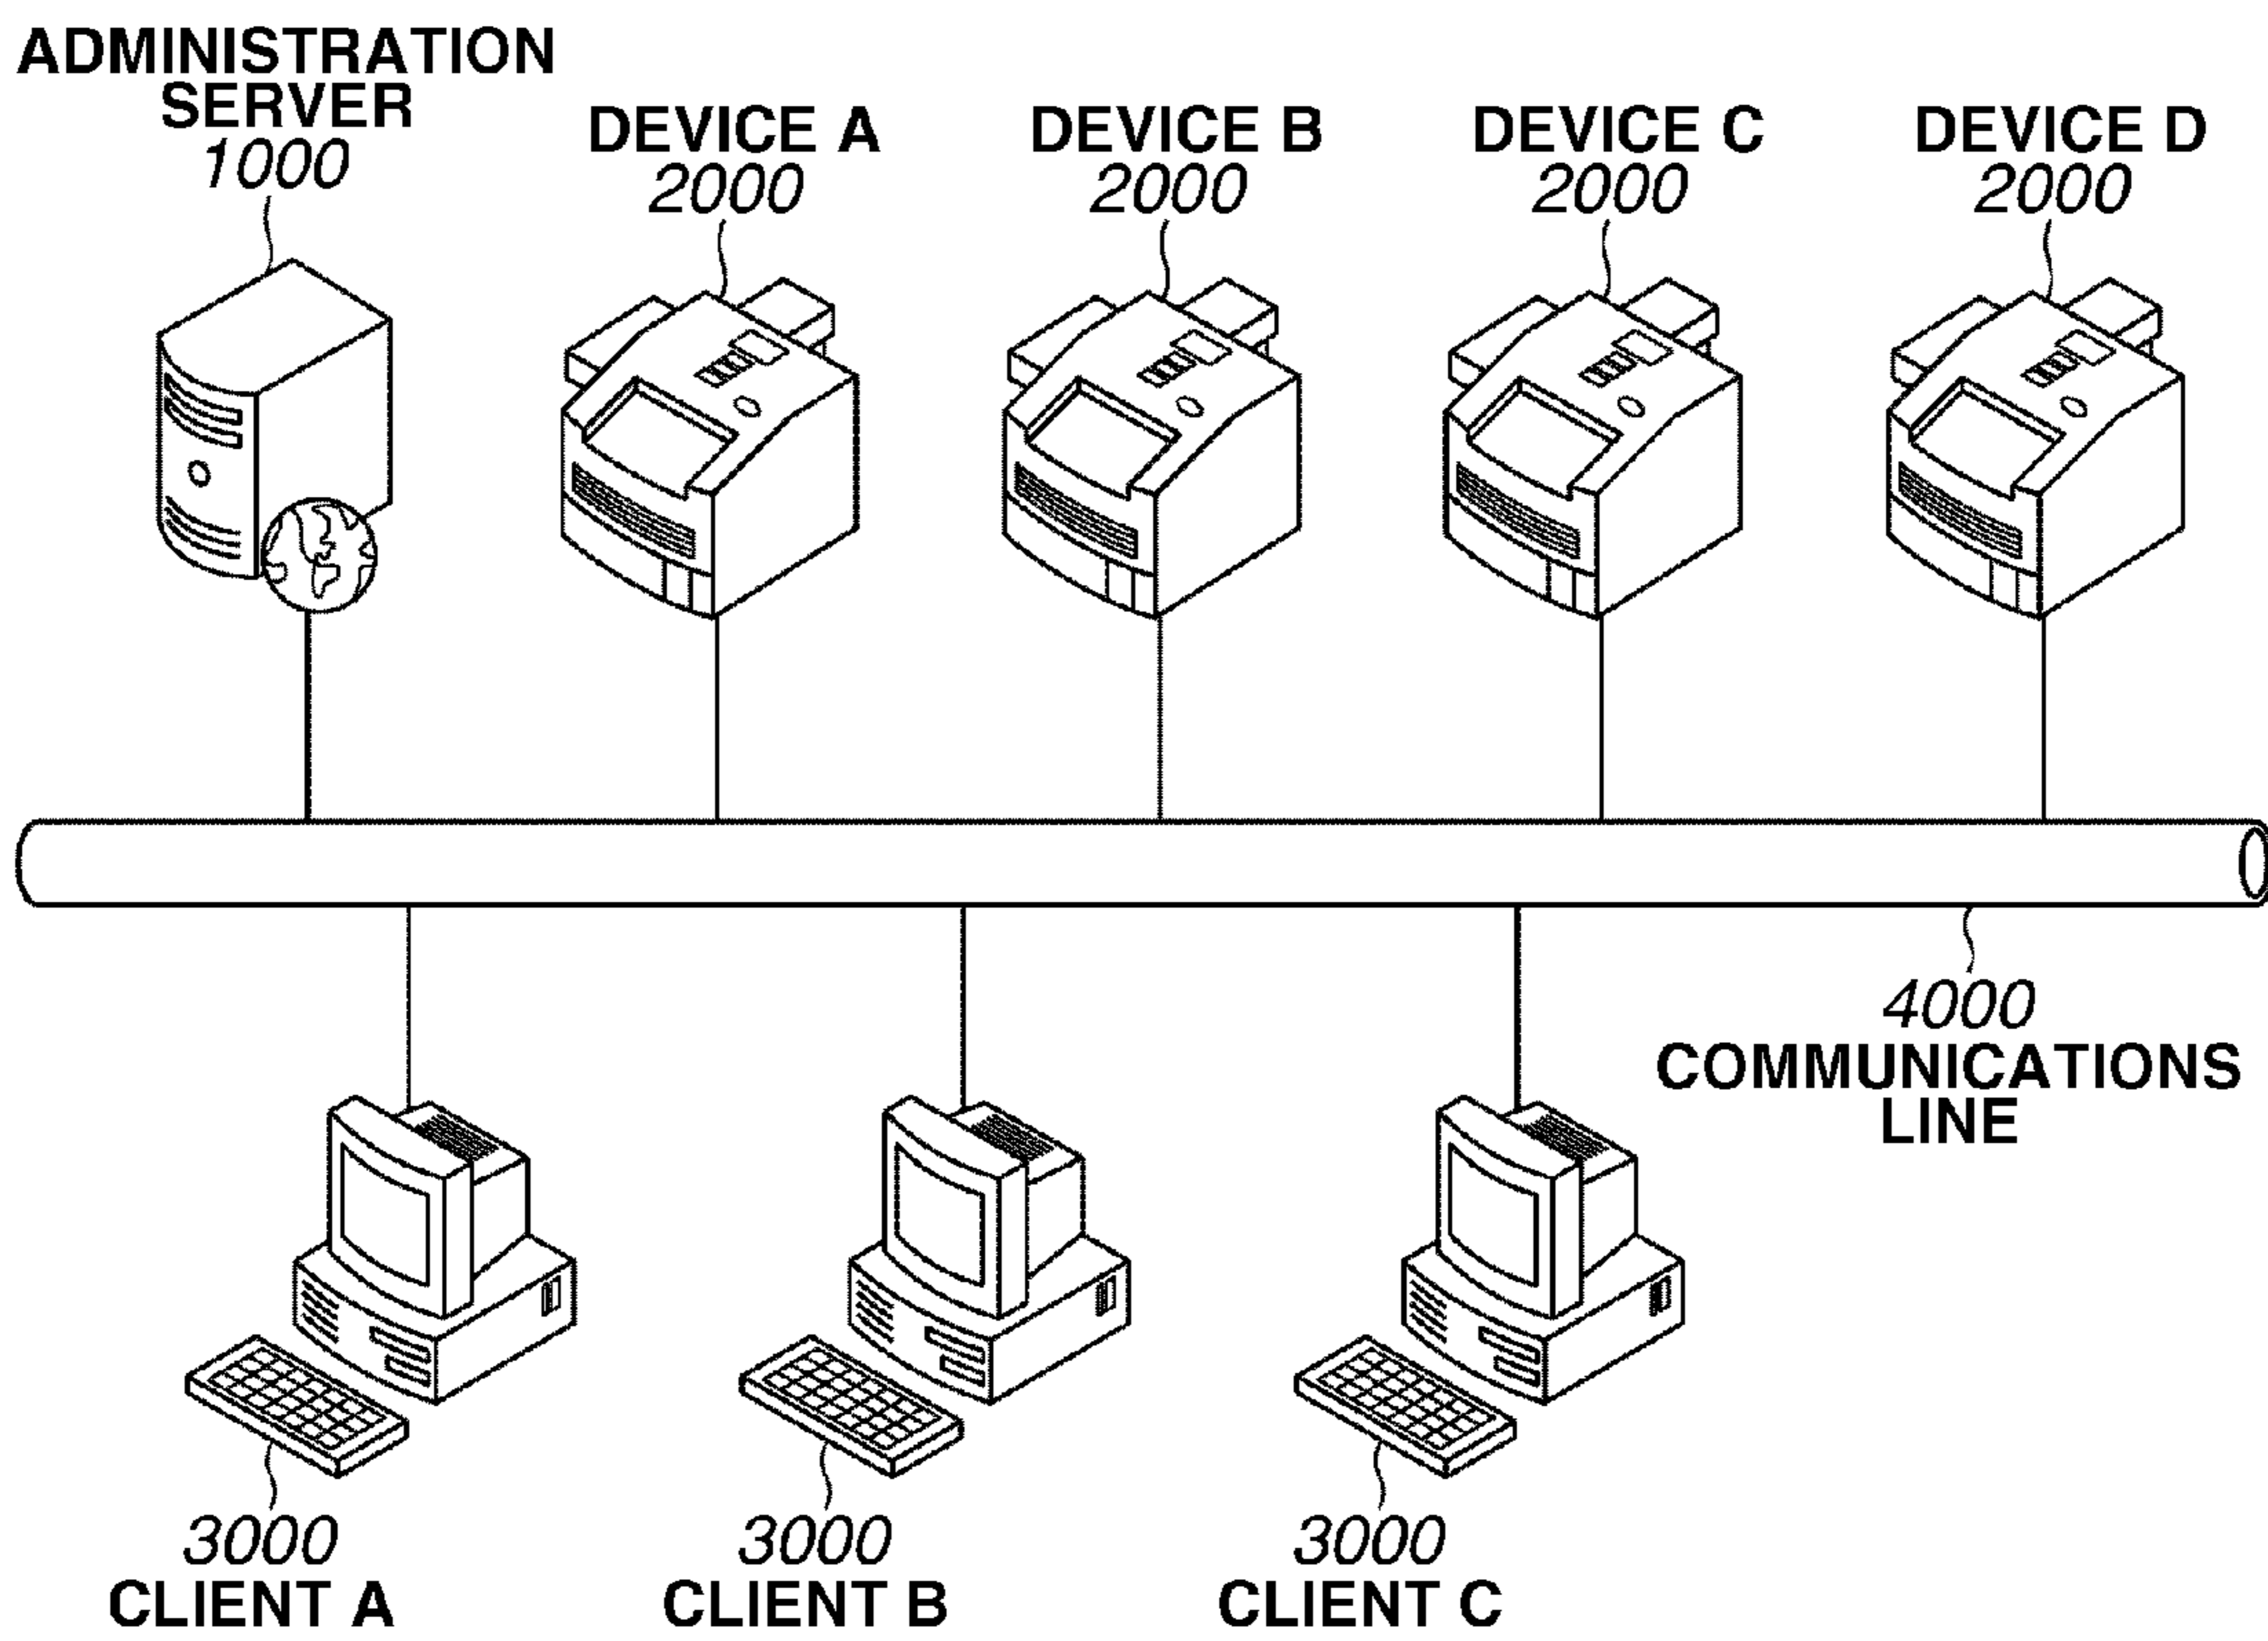 ADMINISTRATION
SERVER
1000
DEVICE A
2000
DEVICE B
2000
DEVICE C
2000
DEVICE D
2000
4000
COMMUNICATIONS
LINE
3000
CLIENT A
3000
CLIENT B
3000
CLIENT C